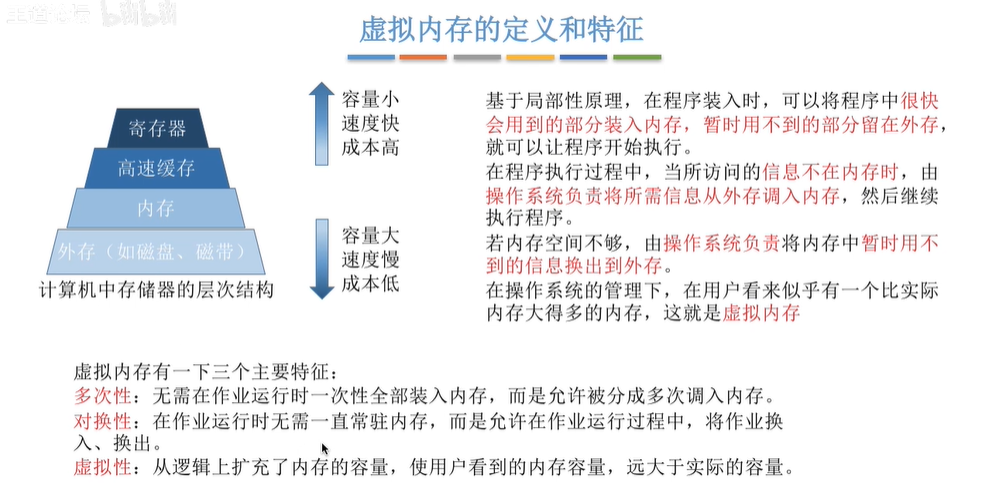 王道论坛 bilibili
虚拟内存的定义和特征
寄存器
高速缓存
内存
外存（如磁盘、磁带）
计算机中存储器的层次结构
容量小
速度快
成本高
容量大
速度慢
成本低
基于局部性原理，在程序装入时，可以将程序中很快
会用到的部分装入内存，暂时用不到的部分留在外存，
就可以让程序开始执行。
在程序执行过程中，当所访问的信息不在内存时，由
操作系统负责将所需信息从外存调入内存，然后继续
执行程序。
若内存空间不够，由操作系统负责将内存中暂时用不
到的信息换出到外存。
在操作系统的管理下，在用户看来似乎有一个比实际
内存大得多的内存，这就是虚拟内存
虚拟内存有一下三个主要特征：
多次性：无需在作业运行时一次性全部装入内存，而是允许被分成多次调入内存。
对换性：在作业运行时无需一直常驻内存，而是允许在作业运行过程中，将作业换
入、换出。
虚拟性：从逻辑上扩充了内存的容量，使用户看到的内存容量，远大于实际的容量。